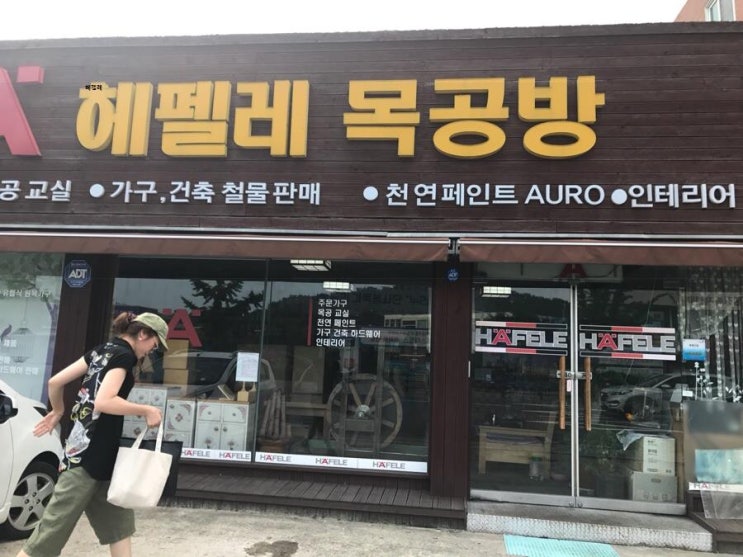 헤펠레 목공방
공 교실 ●가구,건축 철물 판매 ●천연페인트 AURO ●인테리어
ADT
주문가구
목공 교실
천연 페인트
가구 건축 하드웨어
인테리어
HÄFELE HÄFELE
HÄFELE HÄFELE HÄFELE HÄFELE
HÄFELE